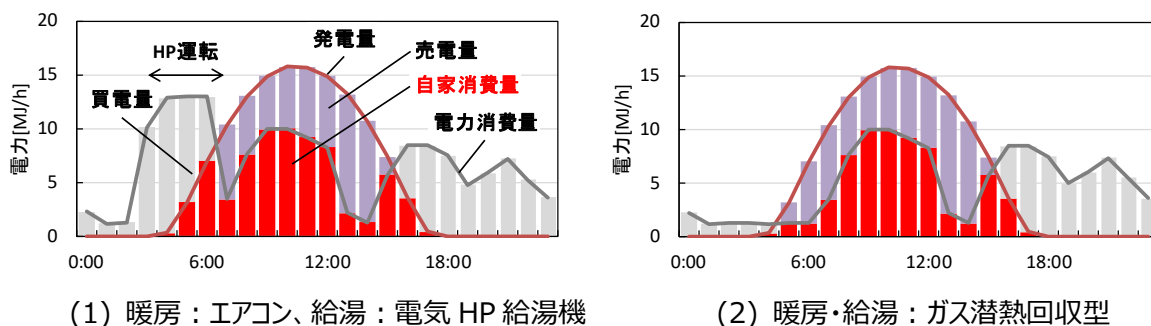 20
15
10
5
0
電力[MJ/h]
HP運転
発電量
売電量
自家消費量
買電量
電力消費量
0:00 6:00 12:00 18:00
(1) 暖房：エアコン、給湯：電気 HP 給湯機
20
15
10
5
0
電力[MJ/h]
0:00 6:00 12:00 18:00
(2) 暖房・給湯：ガス潜熱回収型